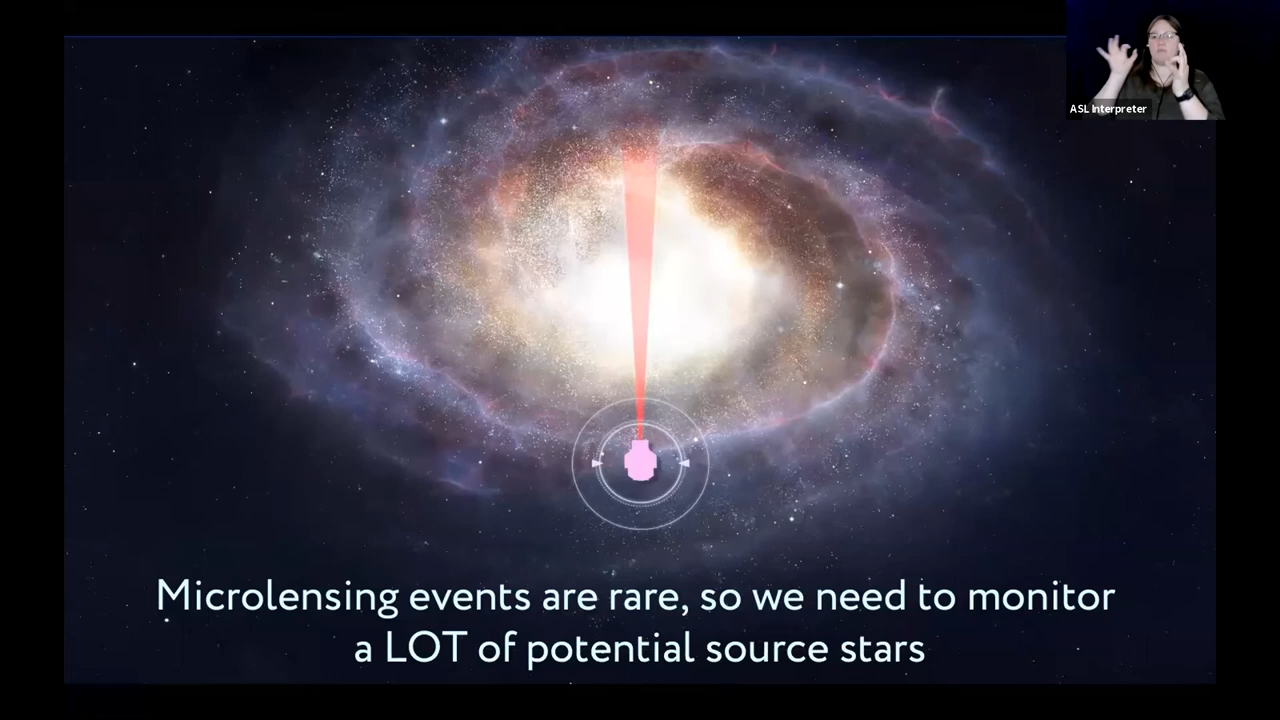 ASL Interpreter
Microlensing events are rare, so we need to monitor
a LOT of potential source stars